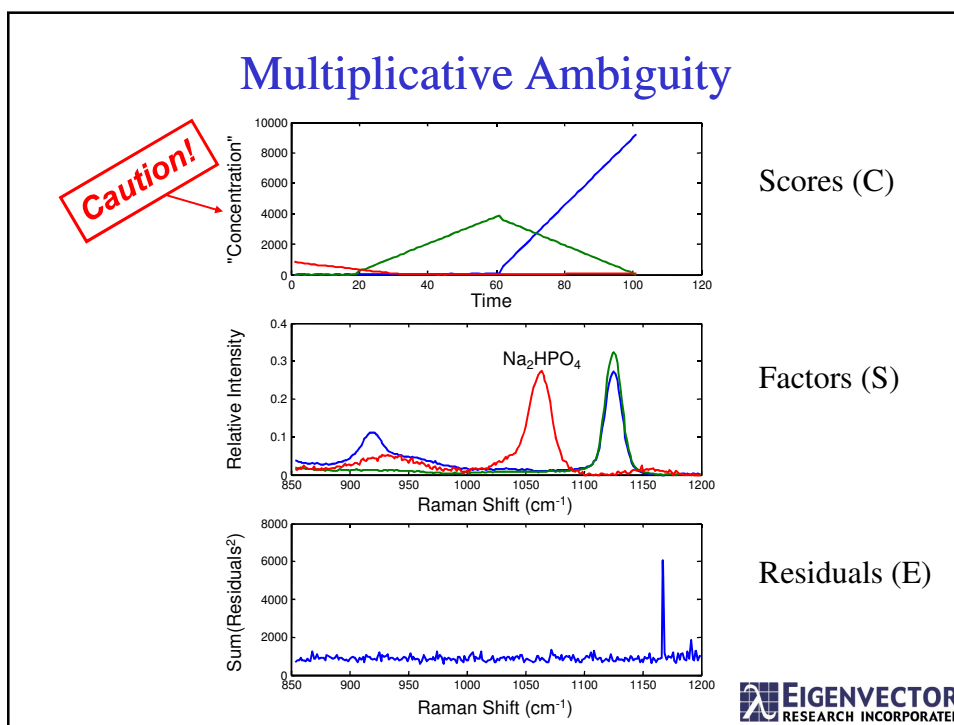 Multiplicative Ambiguity
Caution!
"Concentration"
10000
8000
6000
4000
2000
0
0 20 40 60 80 100 120
Time
Scores (C)
Relative Intensity
0.4
0.3
0.2
0.1
0
Na₂HPO₄
850 900 950 1000 1050 1100 1150 1200
Raman Shift (cm⁻¹)
Factors (S)
Sum(Residuals²)
8000
6000
4000
2000
0
850 900 950 1000 1050 1100 1150 1200
Raman Shift (cm⁻¹)
Residuals (E)
EIGENVECTOR
RESEARCH INCORPORATE